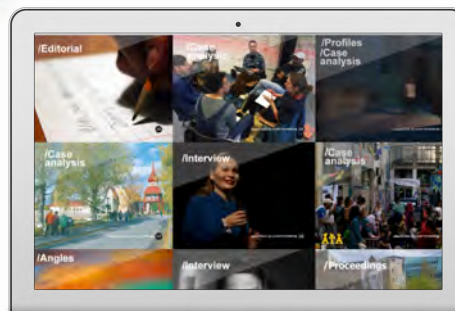 /Editorial
/Case
analysis
/Profiles
/Case
analysis
/Case
analysis
/Interview
/Case
analysis
/Angles
/Interview
/Proceedings